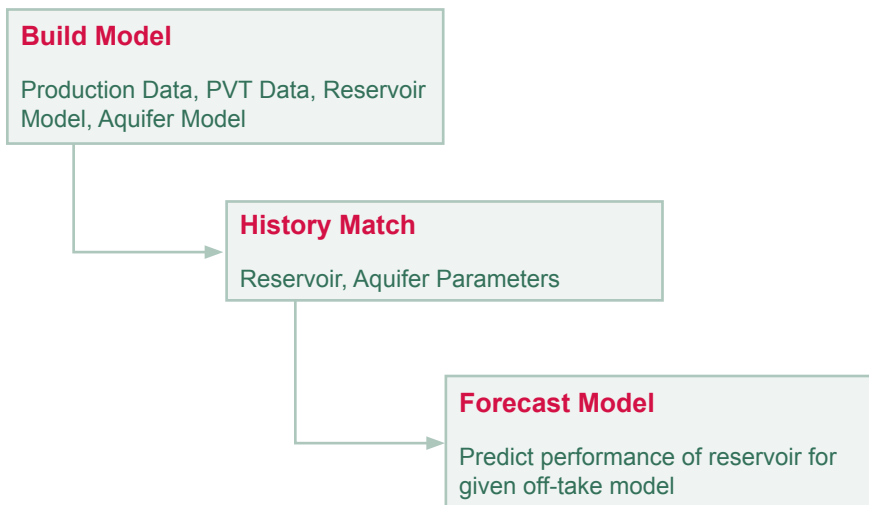 Build Model
Production Data, PVT Data, Reservoir
Model, Aquifer Model
History Match
Reservoir, Aquifer Parameters
Forecast Model
Predict performance of reservoir for
given off-take model